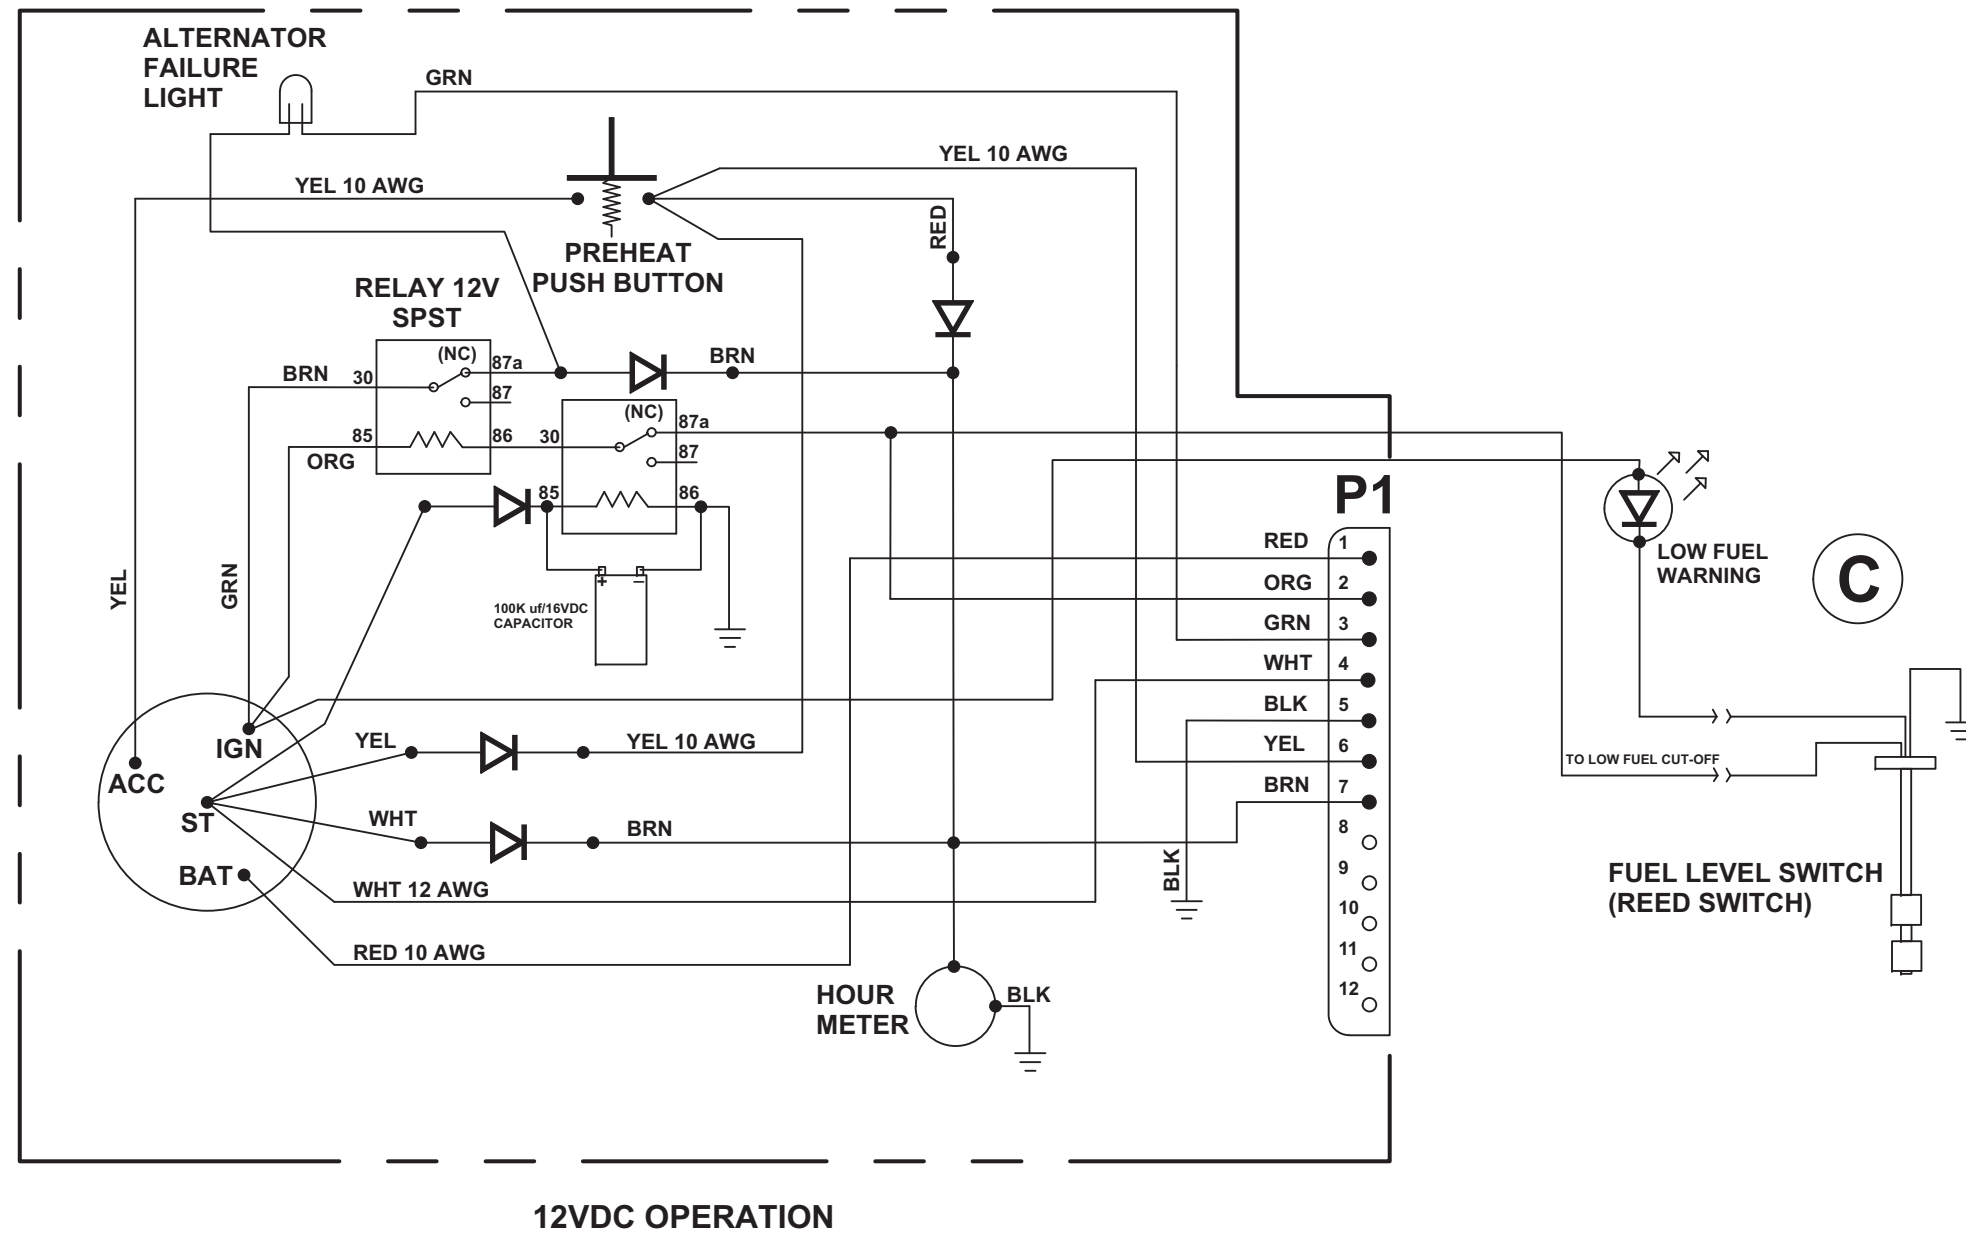 ALTERNATOR
FAILURE
LIGHT
GRN
YEL 10 AWG
YEL 10 AWG
RED
PREHEAT
PUSH BUTTON
RELAY 12V
SPST
(NC)
87a
BRN
30
87
BRN
85
86
ORG
(NC)
87a
30
87
85
86
100K uf/16VDC
CAPACITOR
+
–
YEL
GRN
P1
RED 1
ORG 2
GRN 3
WHT 4
BLK 5
YEL 6
BRN 7
8
9
10
11
12
BLK
LOW FUEL
WARNING
C
TO LOW FUEL CUT-OFF
FUEL LEVEL SWITCH
(REED SWITCH)
IGN
ACC
ST
BAT
YEL
YEL 10 AWG
WHT
BRN
WHT 12 AWG
RED 10 AWG
HOUR
METER
BLK
12VDC OPERATION